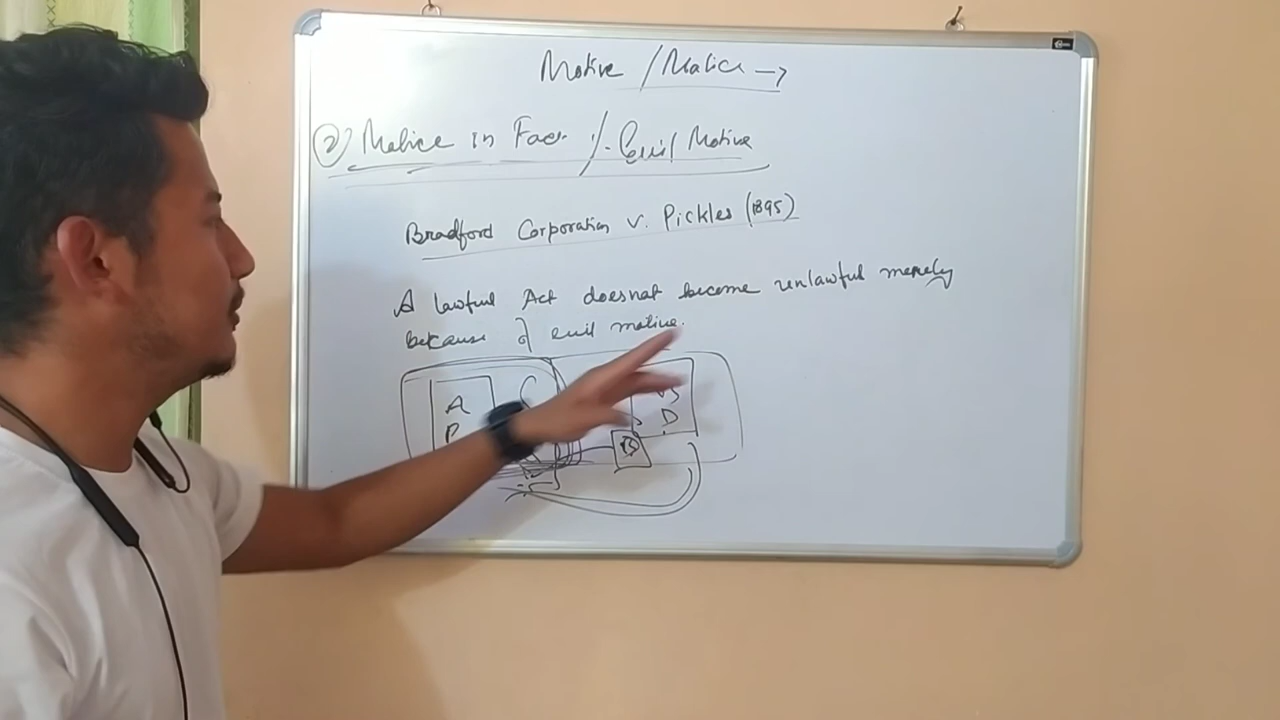 Motive / Malice →
2) Malice in Fact / Evil Motive
Bradford Corporation v. Pickles (1895)
A lawful Act doesnot become unlawful merely
because of evil motive.
A
B
D
B